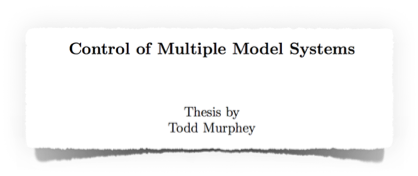 Control of Multiple Model Systems
Thesis by
Todd Murphey